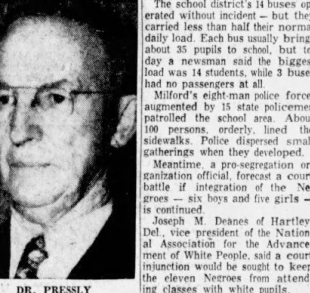 The school district's 14 buses op-
erated without incident — but they
carried less than half their normal
daily load. Each bus usually brings
about 35 pupils to school, but to-
day a newsman said the biggest
load was 14 students, while 3 buses
had no passengers at all.
Milford's eight-man police force,
augmented by 15 state policemen
patrolled the school area. About
100 persons, orderly, lined the
sidewalks. Police dispersed small
gatherings when they developed.
Meantime, a pro-segregation or-
ganization official, forecast a court
battle if integration of the Ne-
groes — six boys and five girls —
is continued.
Joseph M. Deanes of Hartley,
Del., vice president of the Nation-
al Association for the Advance-
ment of White People, said a court
injunction would be sought to keep
the eleven Negroes from attend-
ing classes with white pupils.
DR. PRESSLY